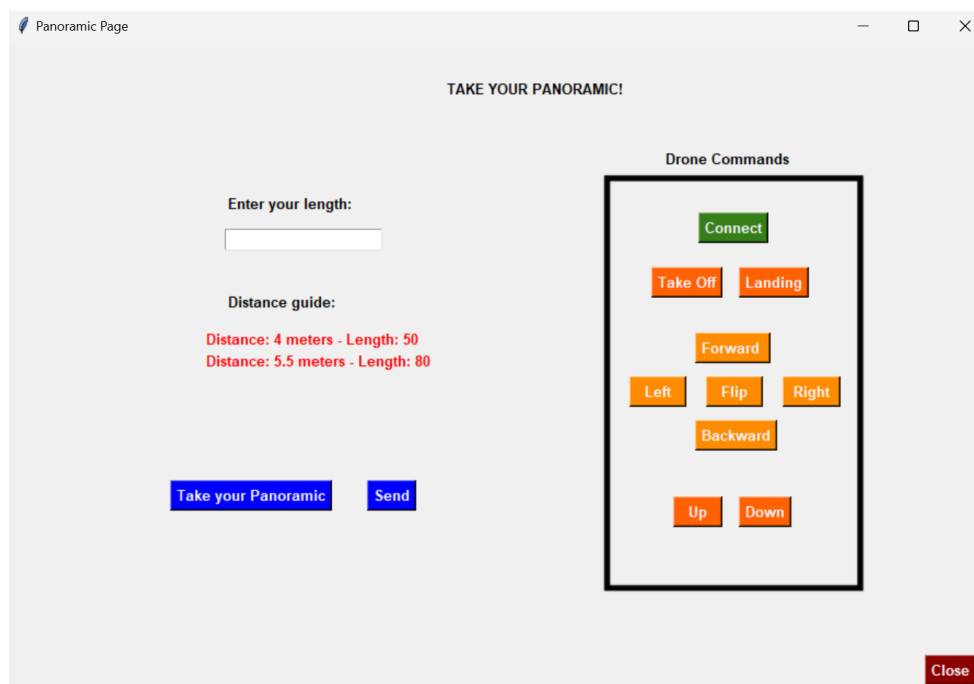 Panoramic Page
TAKE YOUR PANORAMIC!
Enter your length:
Distance guide:
Distance: 4 meters - Length: 50
Distance: 5.5 meters - Length: 80
Take your Panoramic Send
Drone Commands
Connect
Take Off Landing
Forward
Left Flip Right
Backward
Up Down
Close